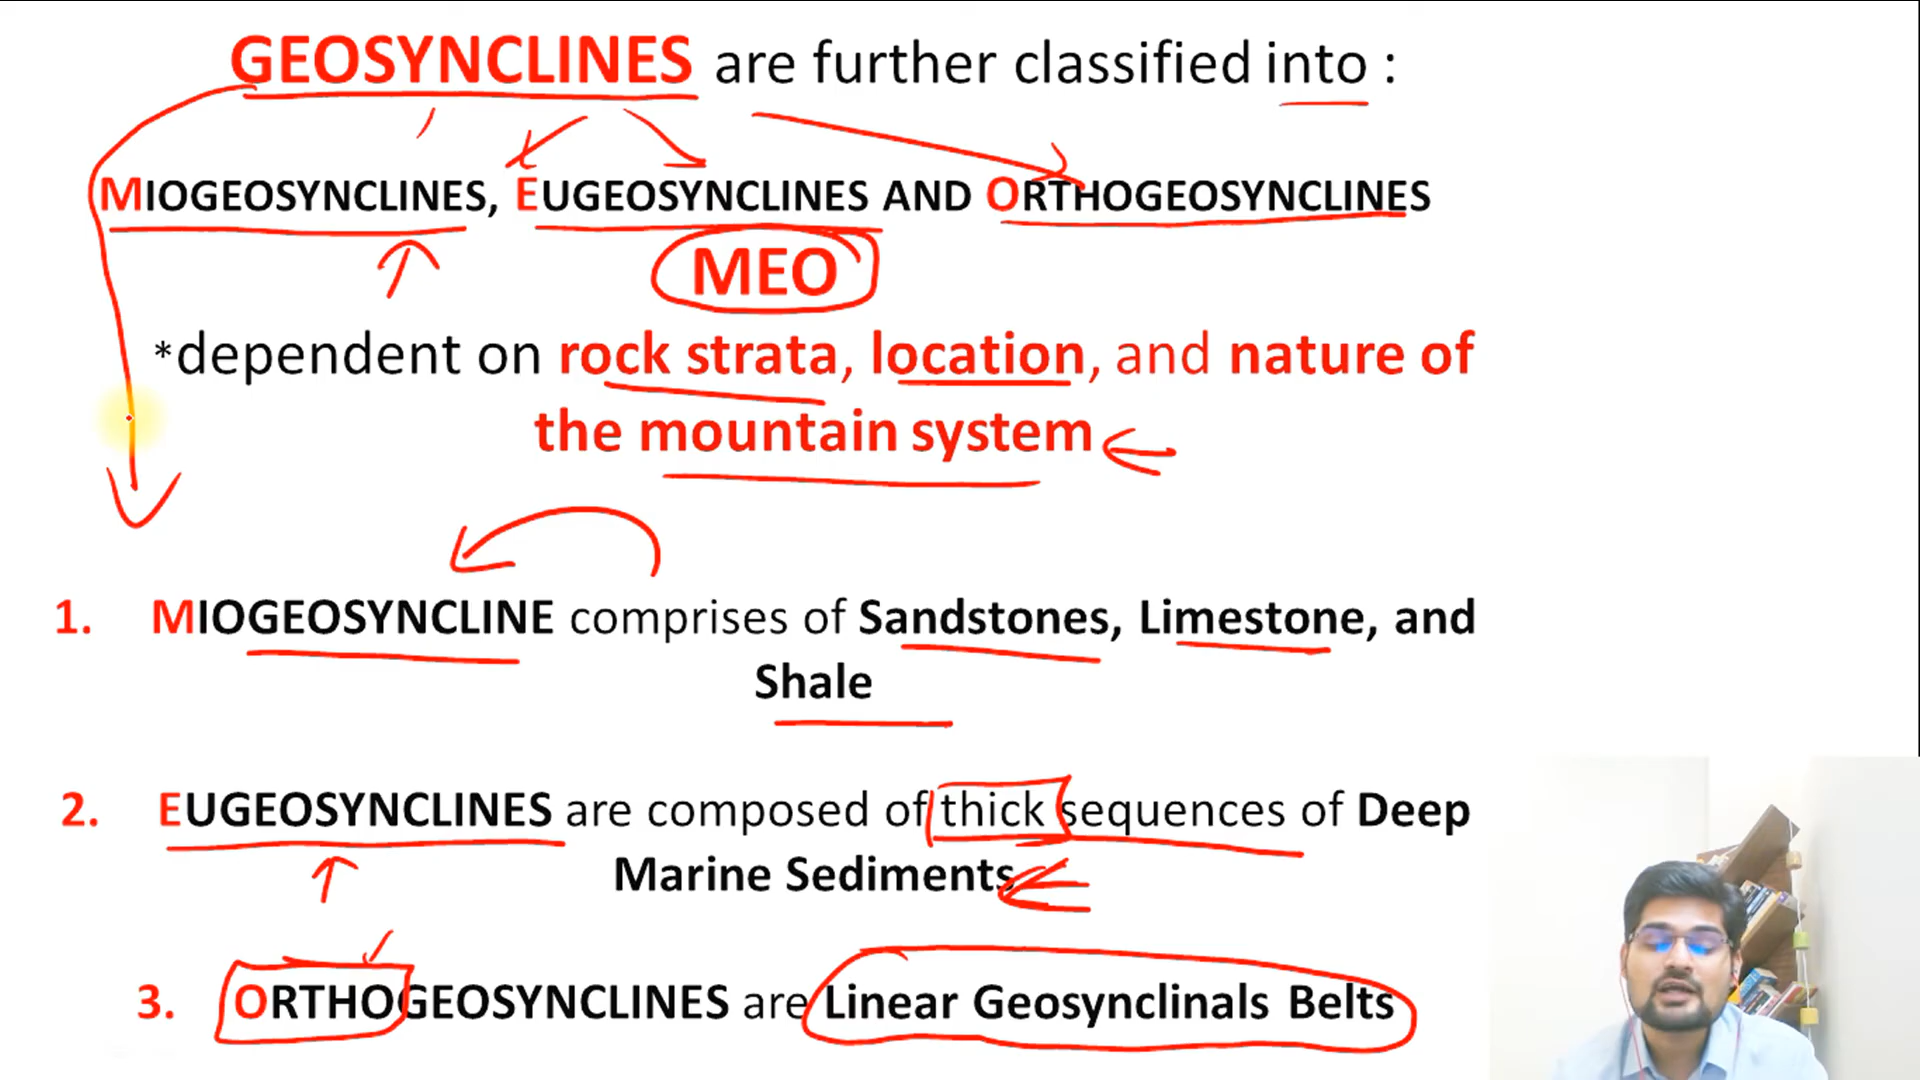 GEOSYNCLINES are further classified into :
MIOGEOSYNCLINES, EUGEOSYNCLINES AND ORTHOGEOSYNCLINES
MEO
*dependent on rock strata, location, and nature of
the mountain system
1. MIOGEOSYNCLINE comprises of Sandstones, Limestone, and
Shale
2. EUGEOSYNCLINES are composed of thick sequences of Deep
Marine Sediments
3. ORTHOGEOSYNCLINES are Linear Geosynclinals Belts